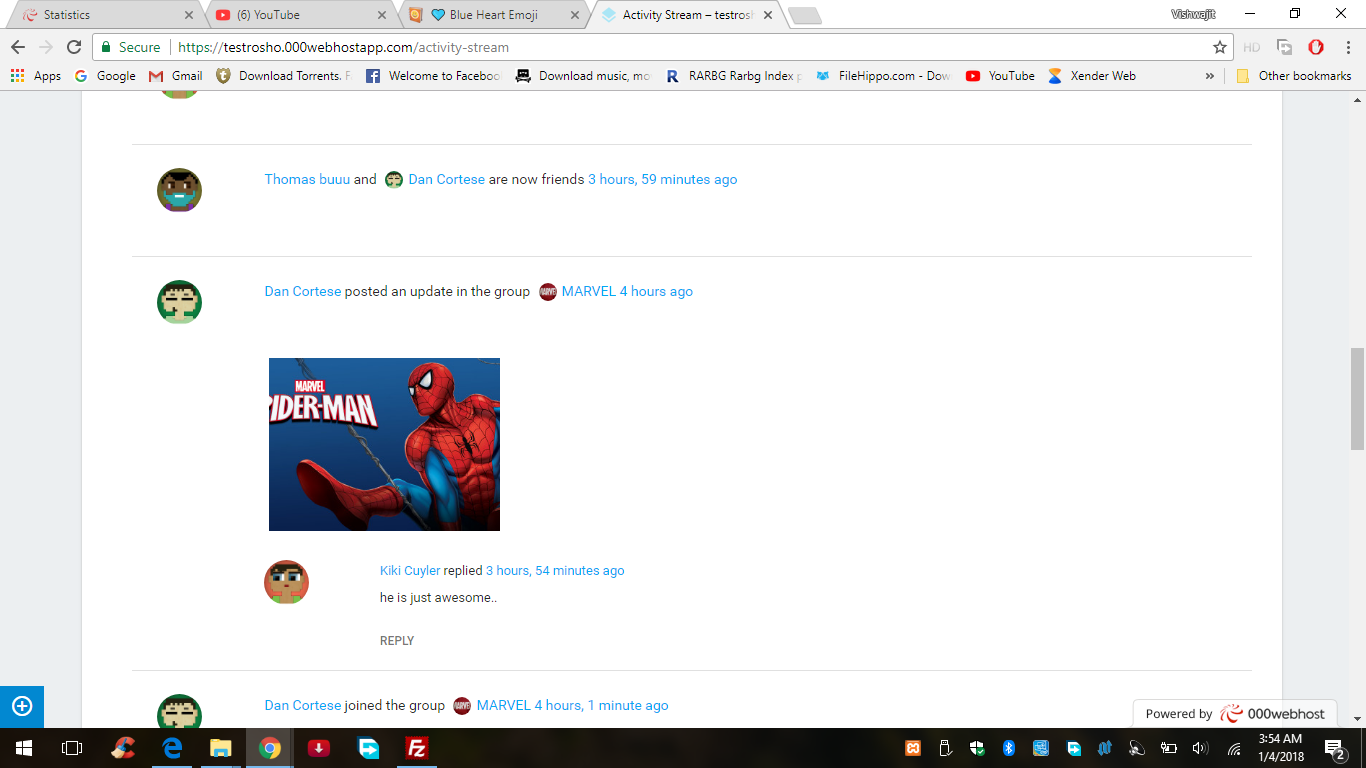 Statistics
(6) YouTube
Blue Heart Emoji
Activity Stream – testrosh
Vishwajit
Secure
https://testrosho.000webhostapp.com/activity-stream
HD
Apps
Google
Gmail
Download Torrents. F
Welcome to Faceboo
Download music, mo
RARBG Rarbg Index p
FileHippo.com - Dow
YouTube
Xender Web
»
Other bookmarks
Thomas buuu and Dan Cortese are now friends 3 hours, 59 minutes ago
Dan Cortese posted an update in the group MARVEL MARVEL 4 hours ago
MARVEL
PIDER-MAN
Kiki Cuyler replied 3 hours, 54 minutes ago
he is just awesome..
REPLY
Dan Cortese joined the group MARVEL MARVEL 4 hours, 1 minute ago
Powered by 000webhost
Fz
3:54 AM
1/4/2018
2